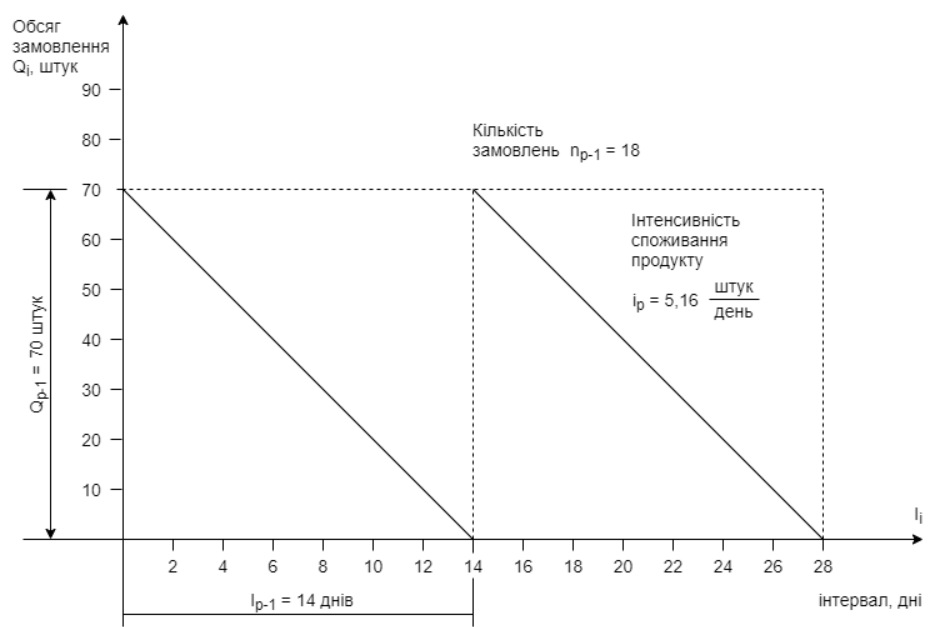 Обсяг
замовлення
Qi, штук
90
80
70
60
50
40
30
20
10
Qp-1 = 70 штук
Кількість
замовлень np-1 = 18
Інтенсивність
споживання
продукту
ip = 5,16 штук
день
Ii
2 4 6 8 10 12 14 16 18 20 22 24 26 28
Ip-1 = 14 днів
інтервал, дні